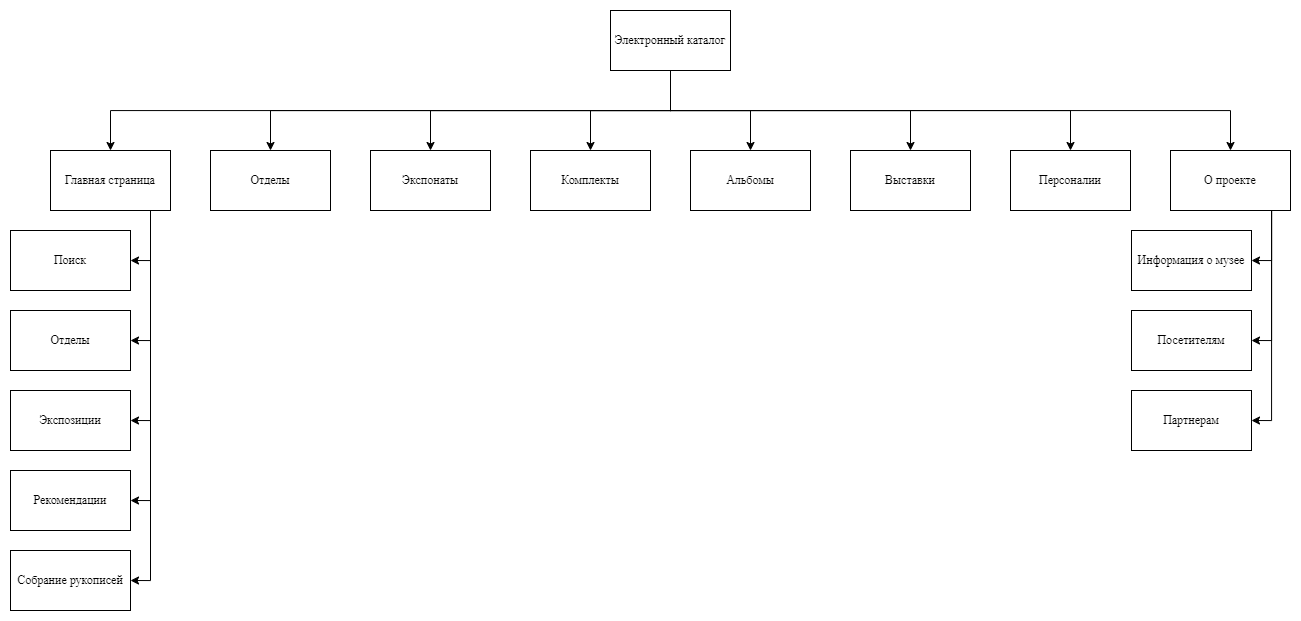 Электронный каталог
Главная страница
Отделы
Экспонаты
Комплекты
Альбомы
Выставки
Персоналии
О проекте
Поиск
Отделы
Экспозиции
Рекомендации
Собрание рукописей
Информация о музее
Посетителям
Партнерам